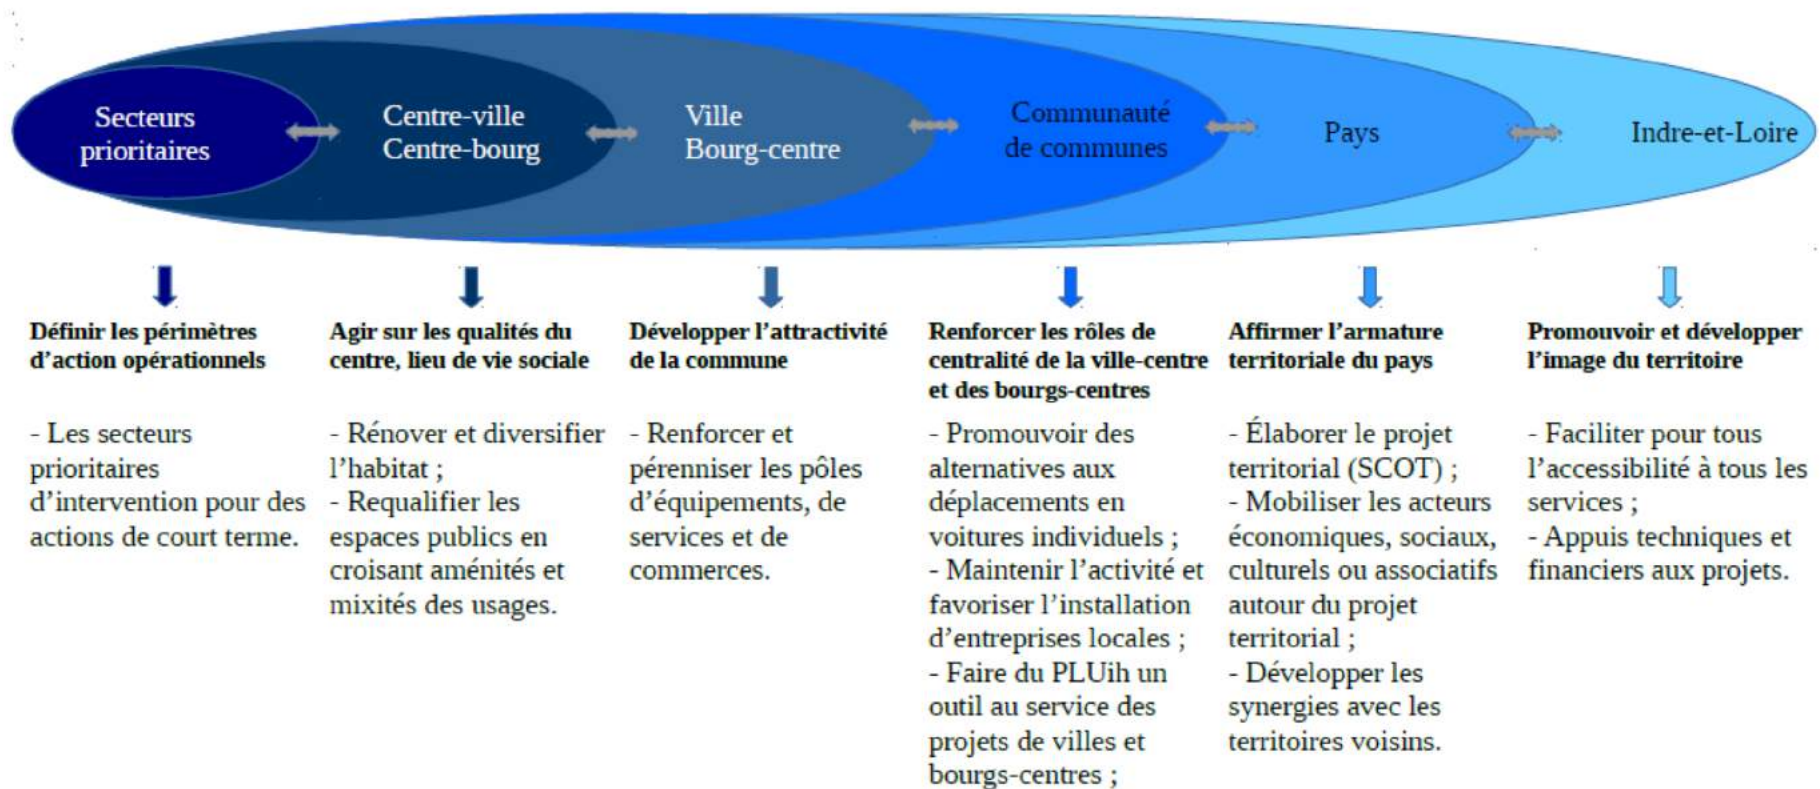 Secteurs
prioritaires
Centre-ville
Centre-bourg
Ville
Bourg-centre
Communauté
de communes
Pays
Indre-et-Loire
Définir les périmètres
d’action opérationnels
- Les secteurs
prioritaires
d’intervention pour des
actions de court terme.
Agir sur les qualités du
centre, lieu de vie sociale
- Rénover et diversifier
l’habitat ;
- Requalifier les
espaces publics en
croisant aménités et
mixités des usages.
Développer l’attractivité
de la commune
- Renforcer et
pérenniser les pôles
d’équipements, de
services et de
commerces.
Renforcer les rôles de
centralité de la ville-centre
et des bourgs-centres
- Promouvoir des
alternatives aux
déplacements en
voitures individuels ;
- Maintenir l’activité et
favoriser l’installation
d’entreprises locales ;
- Faire du PLUih un
outil au service des
projets de villes et
bourgs-centres ;
Affirmer l’armature
territoriale du pays
- Élaborer le projet
territorial (SCOT) ;
- Mobiliser les acteurs
économiques, sociaux,
culturels ou associatifs
autour du projet
territorial ;
- Développer les
synergies avec les
territoires voisins.
Promouvoir et développer
l’image du territoire
- Faciliter pour tous
l’accessibilité à tous les
services ;
- Appuis techniques et
financiers aux projets.